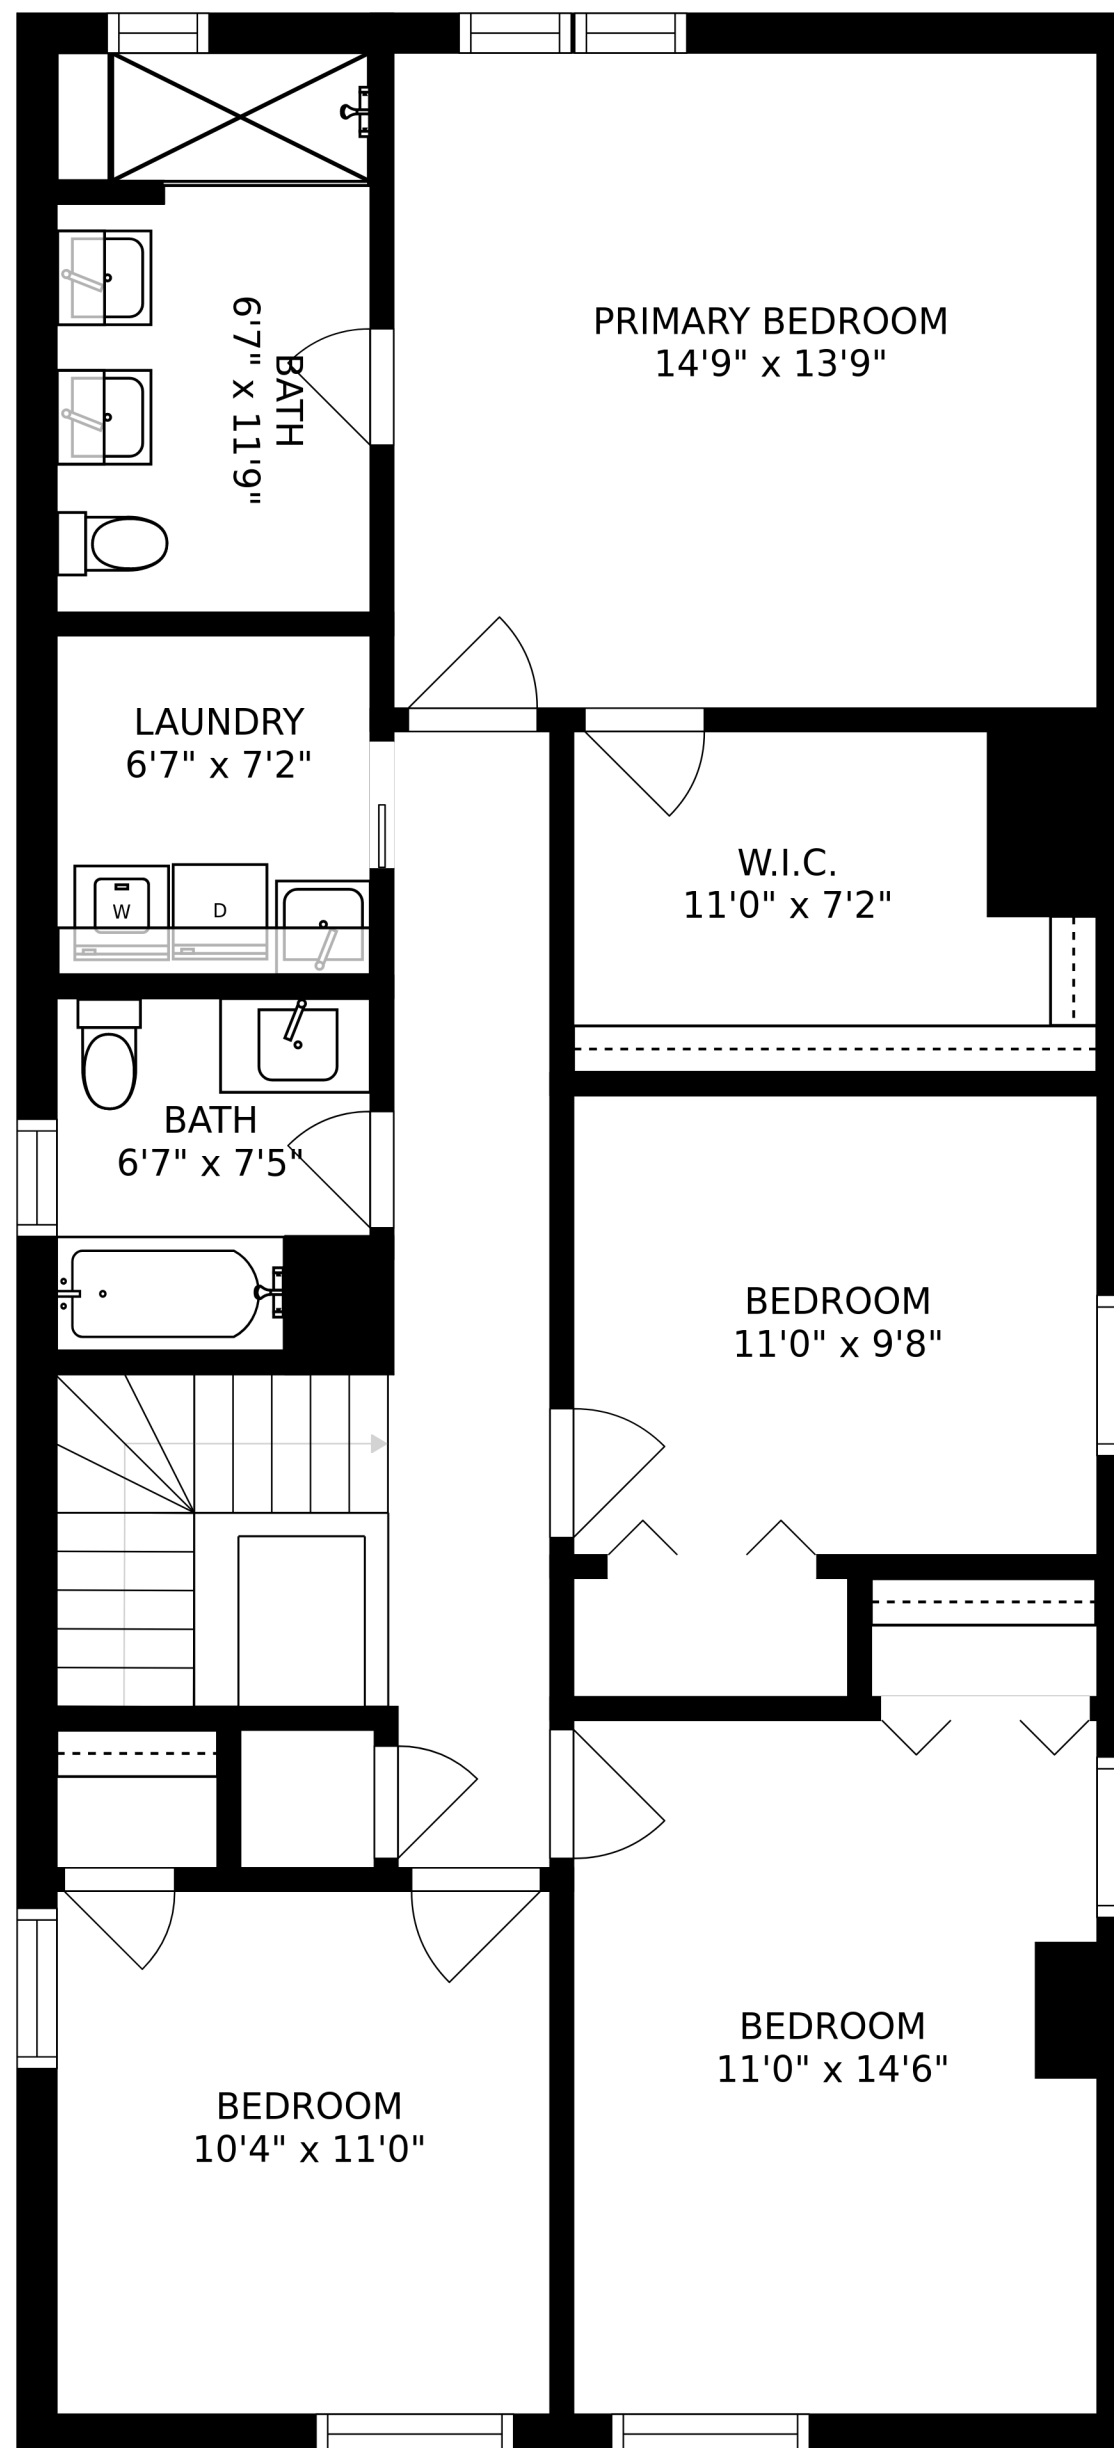 PRIMARY BEDROOM
14'9" x 13'9"
BATH
6'7" x 11'9"
LAUNDRY
6'7" x 7'2"
W
D
W.I.C.
11'0" x 7'2"
BATH
6'7" x 7'5"
BEDROOM
11'0" x 9'8"
BEDROOM
11'0" x 14'6"
BEDROOM
10'4" x 11'0"